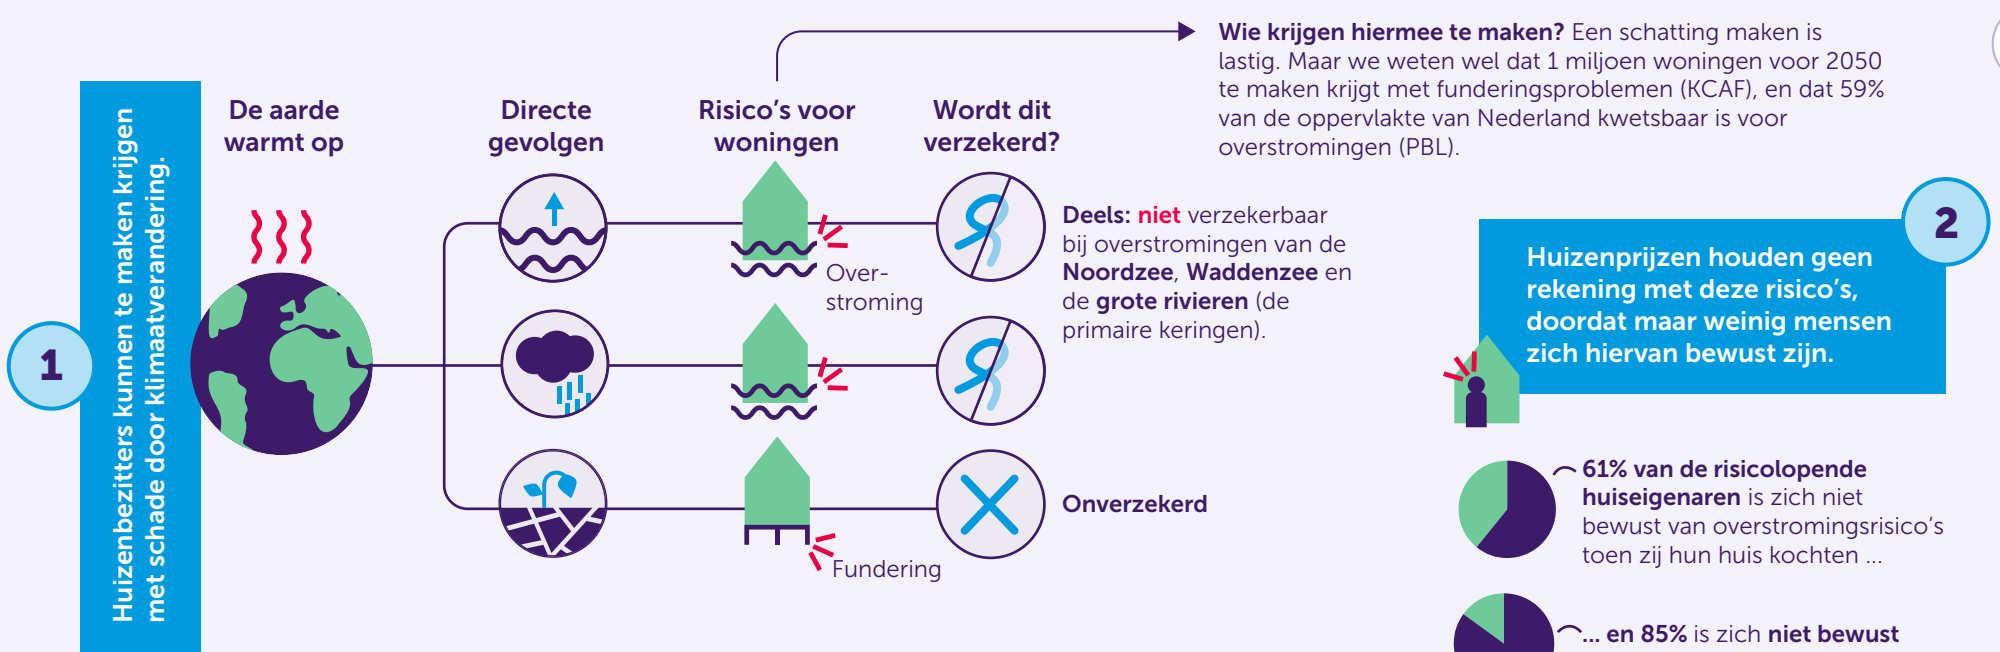 1
Huizenbezitters kunnen te maken krijgen
met schade door klimaatverandering.
De aarde
warmt op
Directe
gevolgen
Risico's voor
woningen
Wordt dit
verzekerd?
Wie krijgen hiermee te maken? Een schatting maken is
lastig. Maar we weten wel dat 1 miljoen woningen voor 2050
te maken krijgt met funderingsproblemen (KCAF), en dat 59%
van de oppervlakte van Nederland kwetsbaar is voor
overstromingen (PBL).
Over-
stroming
Deels: niet verzekerbaar
bij overstromingen van de
Noordzee, Waddenzee en
de grote rivieren (de
primaire keringen).
Fundering
Onverzekerd
2
Huizenprijzen houden geen
rekening met deze risico's,
doordat maar weinig mensen
zich hiervan bewust zijn.
61% van de risicolopende
huiseigenaren is zich niet
bewust van overstromingsrisico's
toen zij hun huis kochten ...
... en 85% is zich niet bewust